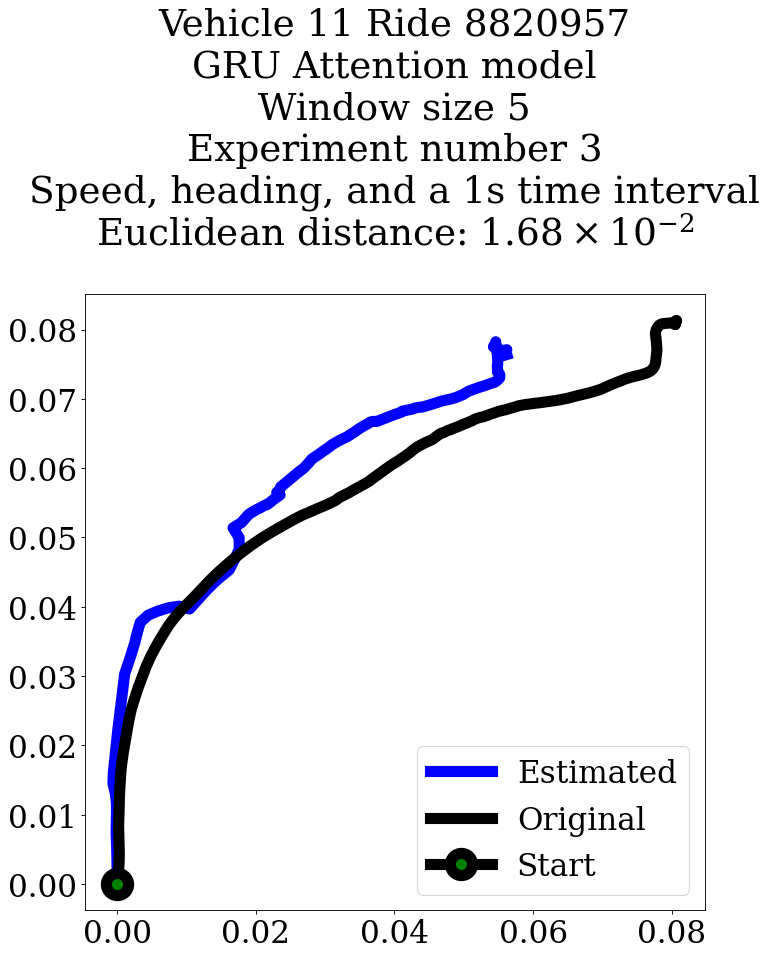 Vehicle 11 Ride 8820957
GRU Attention model
Window size 5
Experiment number 3
Speed, heading, and a 1s time interval
Euclidean distance: 1.68 × 10⁻²
0.08
0.07
0.06
0.05
0.04
0.03
0.02
0.01
0.00
Estimated
Original
Start
0.00 0.02 0.04 0.06 0.08